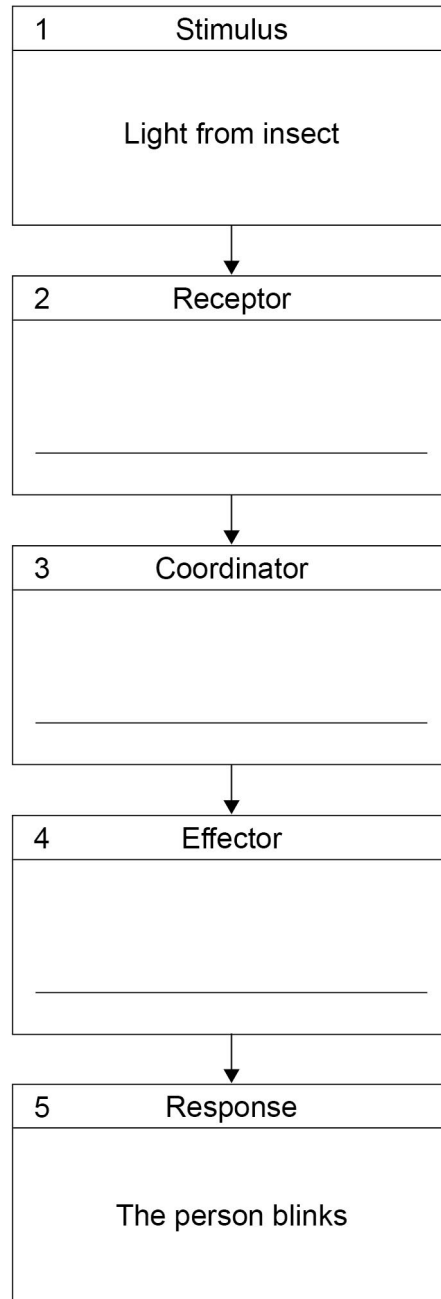 1 Stimulus
Light from insect
2 Receptor
3 Coordinator
4 Effector
5 Response
The person blinks